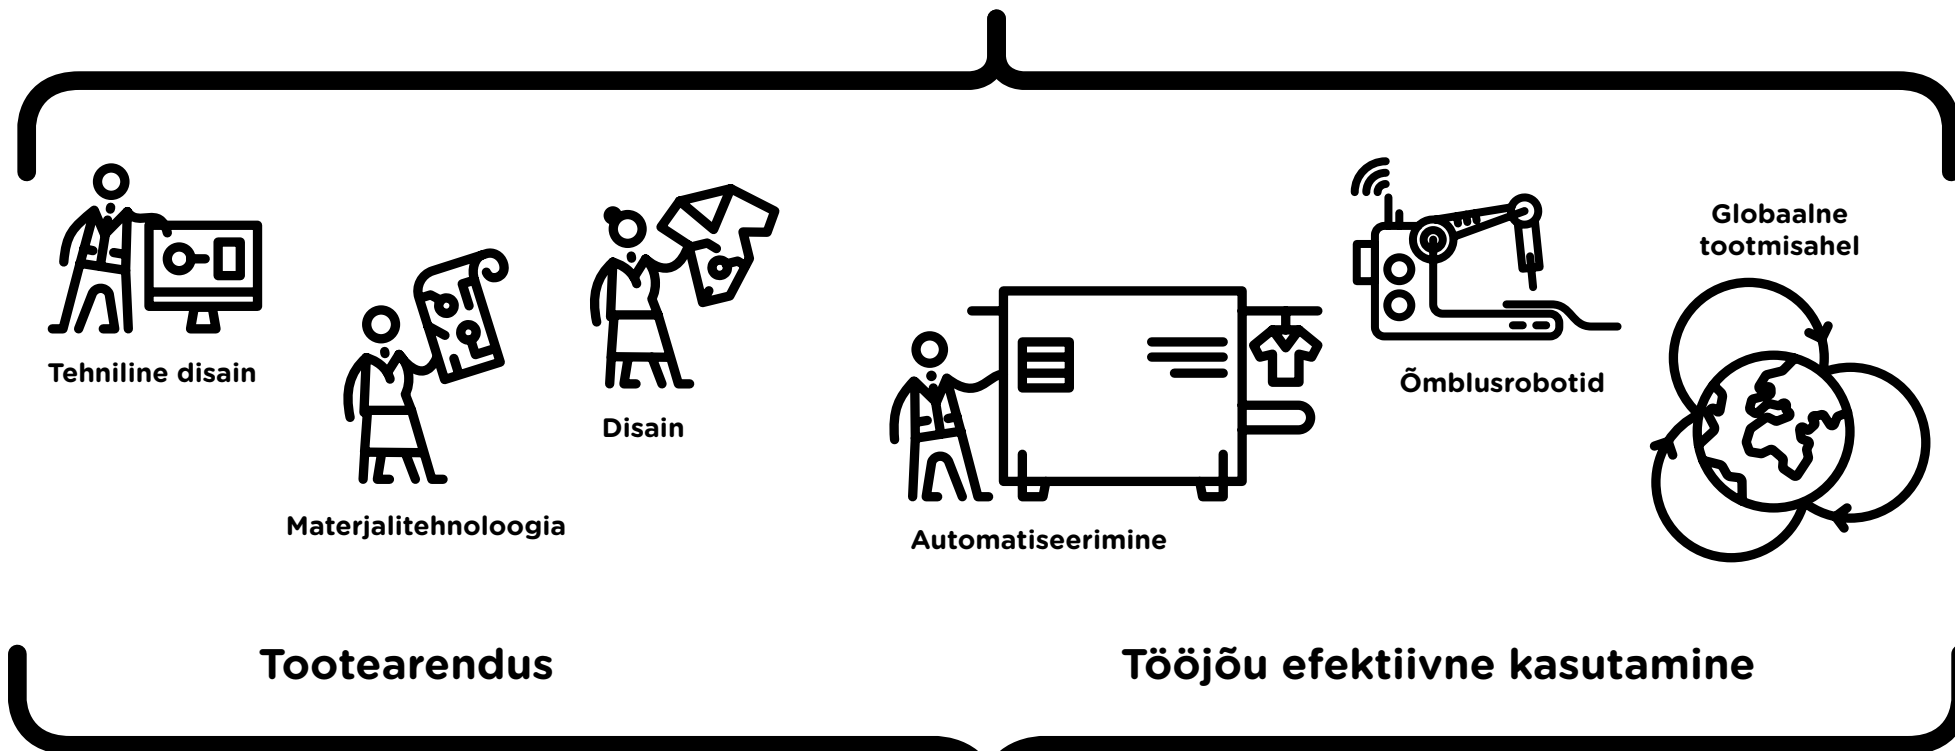 Tehniline disain
Materjalitehnoloogia
Disain
Tootearendus
Automatiseerimine
Õmblusrobotid
Globaalne
tootmisahel
Tööjõu efektiivne kasutamine